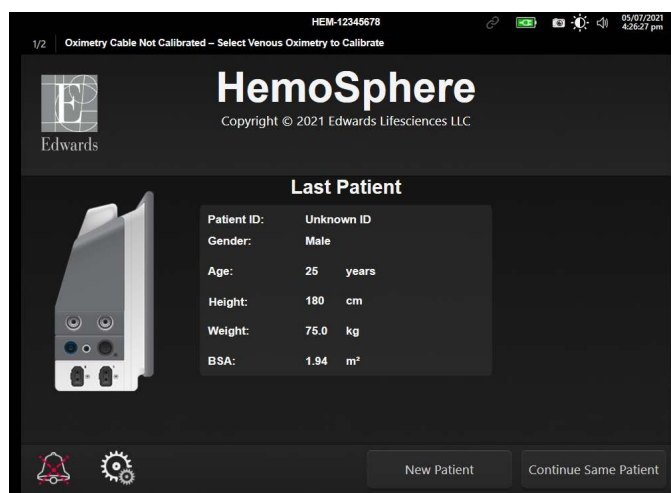 HEM-12345678
05/07/2021
4:26:27 pm
1/2 Oximetry Cable Not Calibrated – Select Venous Oximetry to Calibrate
E
Edwards
HemoSphere
Copyright © 2021 Edwards Lifesciences LLC
Last Patient
Patient ID: Unknown ID
Gender: Male
Age: 25 years
Height: 180 cm
Weight: 75.0 kg
BSA: 1.94 m²
New Patient
Continue Same Patient